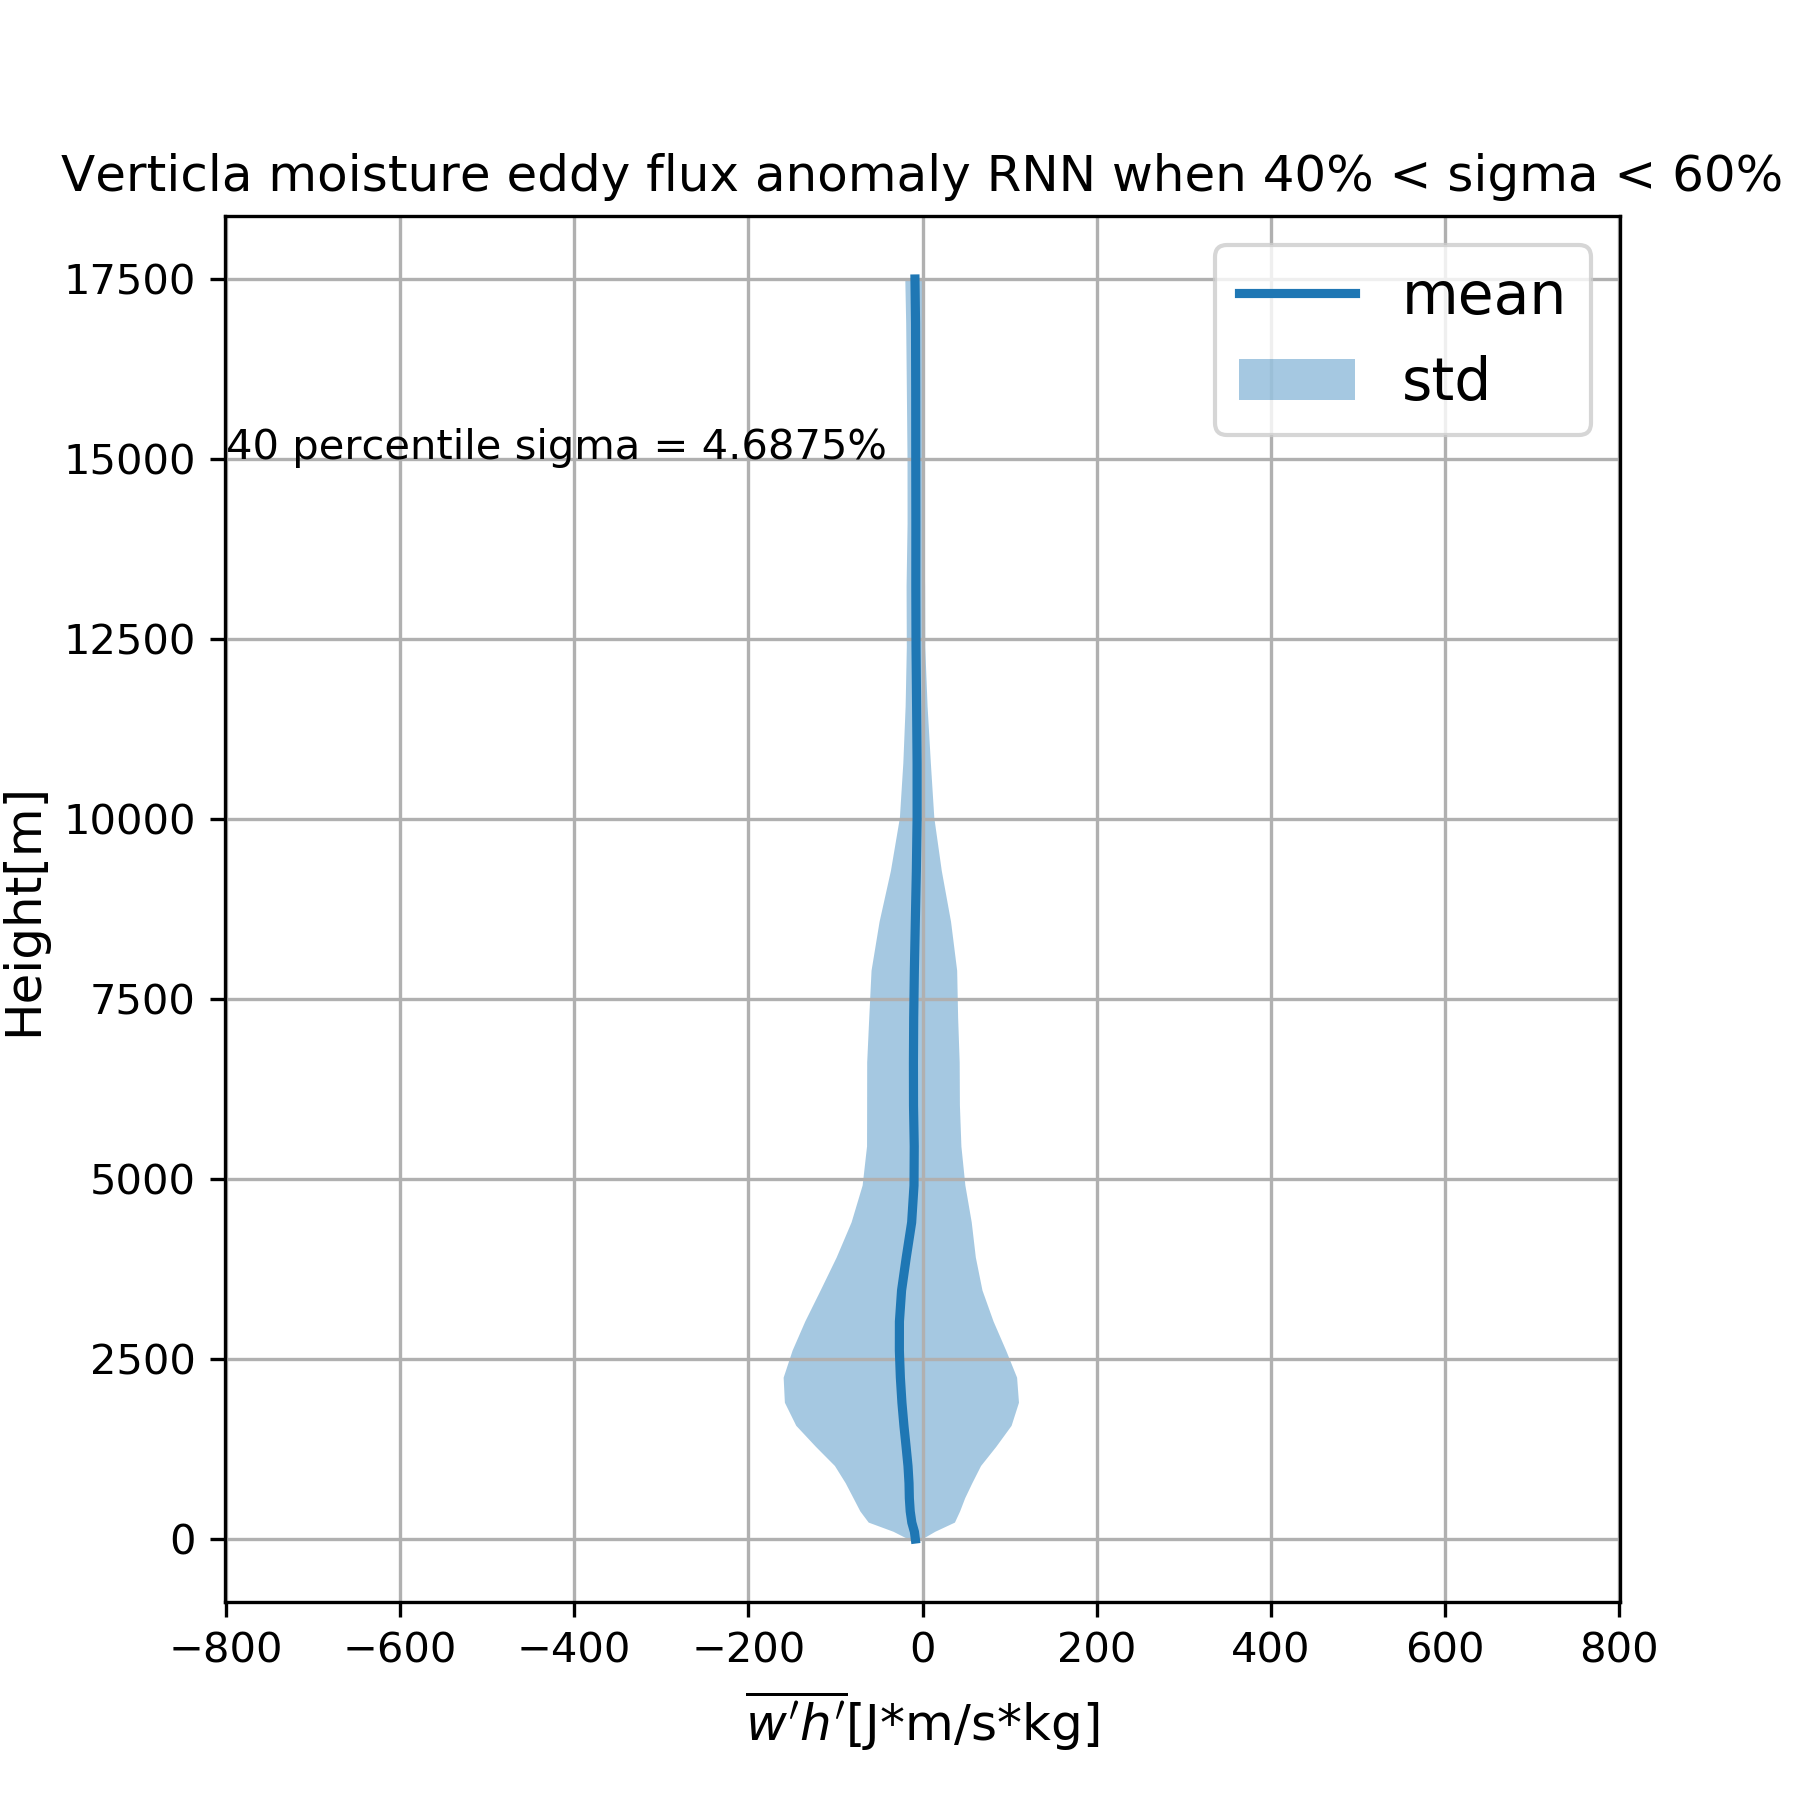 Verticla moisture eddy flux anomaly RNN when 40% < sigma < 60%
mean
std
40 percentile sigma = 4.6875%
17500
15000
12500
10000
7500
5000
2500
0
Height[m]
−800 −600 −400 −200 0 200 400 600 800
w′h′[J*m/s*kg]